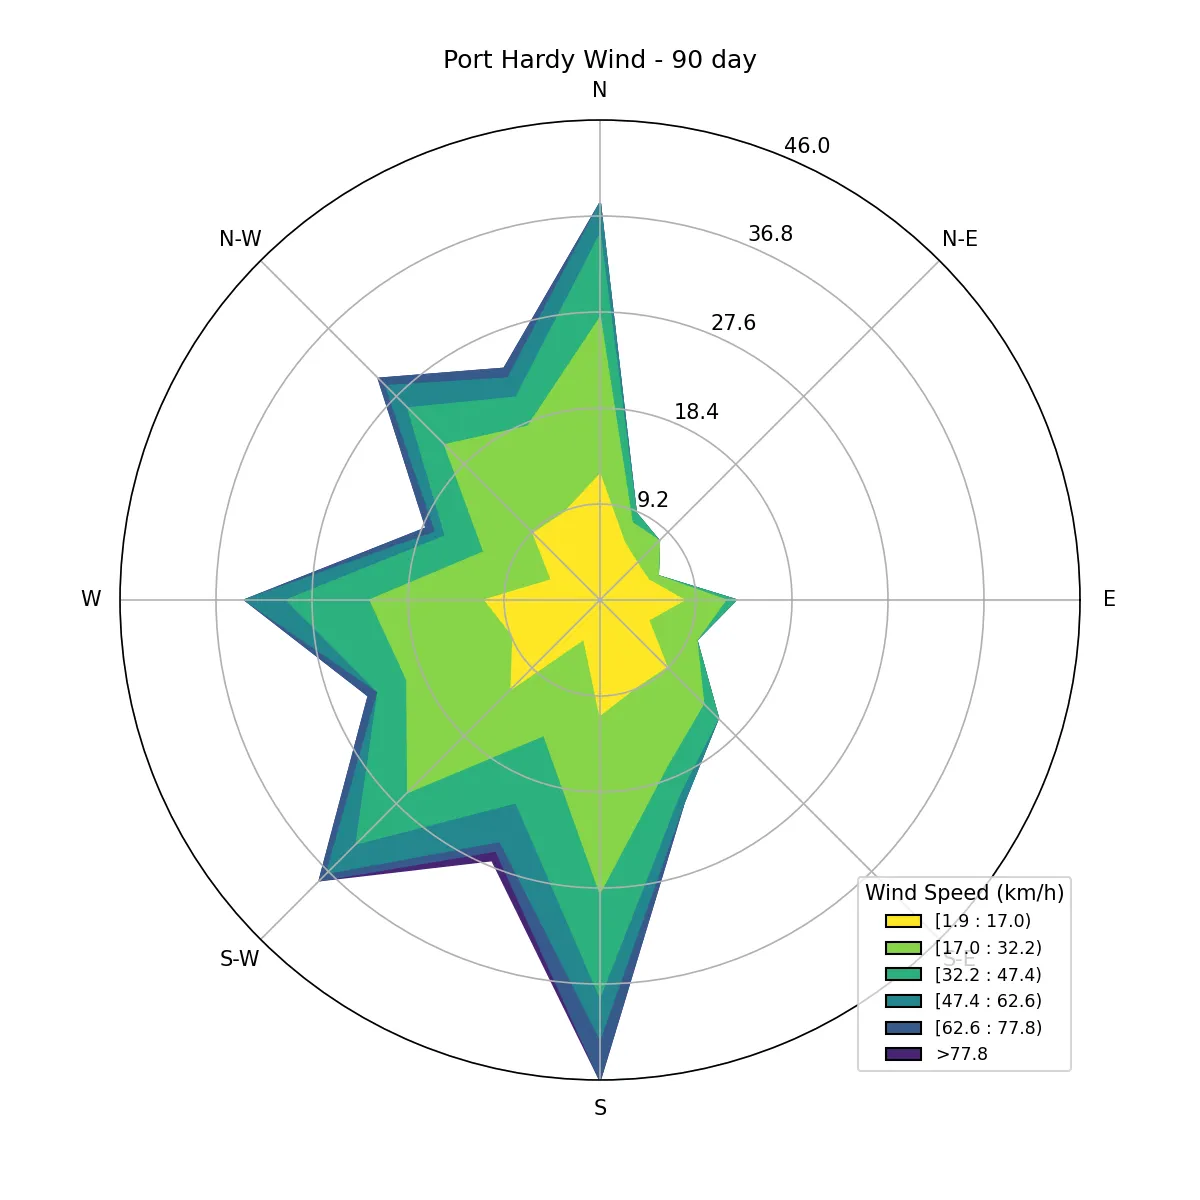 Port Hardy Wind - 90 day
N
46.0
N-W
N-E
36.8
27.6
18.4
9.2
W
E
S-W
S-E
S
Wind Speed (km/h)
[1.9 : 17.0)
[17.0 : 32.2)
[32.2 : 47.4)
[47.4 : 62.6)
[62.6 : 77.8)
>77.8